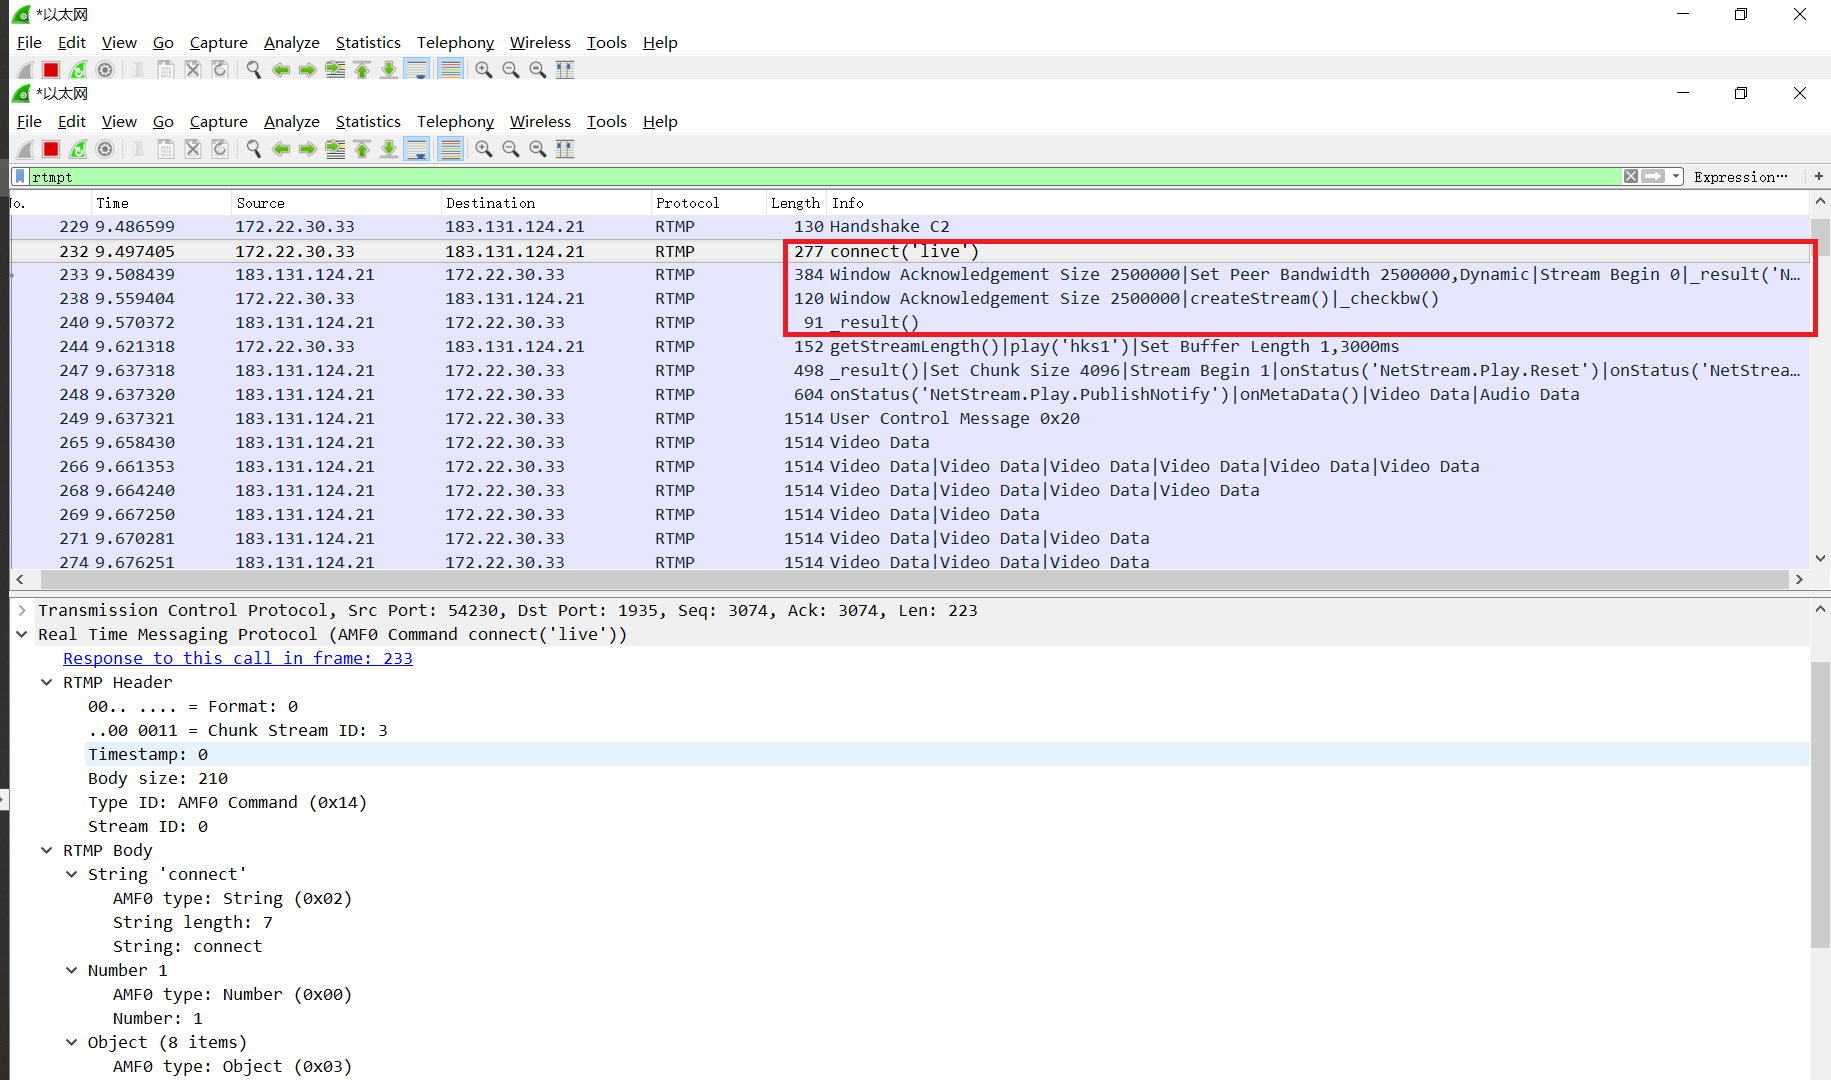 *以太网
File Edit View Go Capture Analyze Statistics Telephony Wireless Tools Help
*以太网
File Edit View Go Capture Analyze Statistics Telephony Wireless Tools Help
rtmpt Expression… +
No. Time Source Destination Protocol Length Info
229 9.486599 172.22.30.33 183.131.124.21 RTMP 130 Handshake C2
232 9.497405 172.22.30.33 183.131.124.21 RTMP 277 connect('live')
233 9.508439 183.131.124.21 172.22.30.33 RTMP 384 Window Acknowledgement Size 2500000|Set Peer Bandwidth 2500000,Dynamic|Stream Begin 0|_result('N…
238 9.559404 172.22.30.33 183.131.124.21 RTMP 120 Window Acknowledgement Size 2500000|createStream()|_checkbw()
240 9.570372 183.131.124.21 172.22.30.33 RTMP 91 _result()
244 9.621318 172.22.30.33 183.131.124.21 RTMP 152 getStreamLength()|play('hks1')|Set Buffer Length 1,3000ms
247 9.637318 183.131.124.21 172.22.30.33 RTMP 498 _result()|Set Chunk Size 4096|Stream Begin 1|onStatus('NetStream.Play.Reset')|onStatus('NetStrea…
248 9.637320 183.131.124.21 172.22.30.33 RTMP 604 onStatus('NetStream.Play.PublishNotify')|onMetaData()|Video Data|Audio Data
249 9.637321 183.131.124.21 172.22.30.33 RTMP 1514 User Control Message 0x20
265 9.658430 183.131.124.21 172.22.30.33 RTMP 1514 Video Data
266 9.661353 183.131.124.21 172.22.30.33 RTMP 1514 Video Data|Video Data|Video Data|Video Data|Video Data|Video Data
268 9.664240 183.131.124.21 172.22.30.33 RTMP 1514 Video Data|Video Data|Video Data|Video Data
269 9.667250 183.131.124.21 172.22.30.33 RTMP 1514 Video Data|Video Data
271 9.670281 183.131.124.21 172.22.30.33 RTMP 1514 Video Data|Video Data|Video Data
274 9.676251 183.131.124.21 172.22.30.33 RTMP 1514 Video Data|Video Data|Video Data
Transmission Control Protocol, Src Port: 54230, Dst Port: 1935, Seq: 3074, Ack: 3074, Len: 223
Real Time Messaging Protocol (AMF0 Command connect('live'))
Response to this call in frame: 233
RTMP Header
00.. .... = Format: 0
..00 0011 = Chunk Stream ID: 3
Timestamp: 0
Body size: 210
Type ID: AMF0 Command (0x14)
Stream ID: 0
RTMP Body
String 'connect'
AMF0 type: String (0x02)
String length: 7
String: connect
Number 1
AMF0 type: Number (0x00)
Number: 1
Object (8 items)
AMF0 type: Object (0x03)